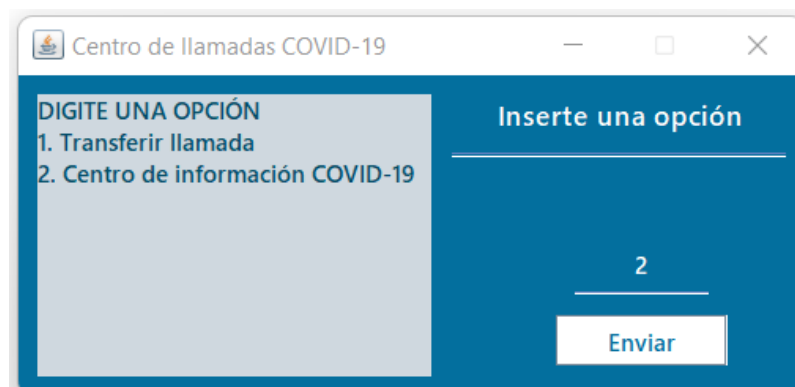 Centro de llamadas COVID-19
DIGITE UNA OPCIÓN
1. Transferir llamada
2. Centro de información COVID-19
Inserte una opción
2
Enviar